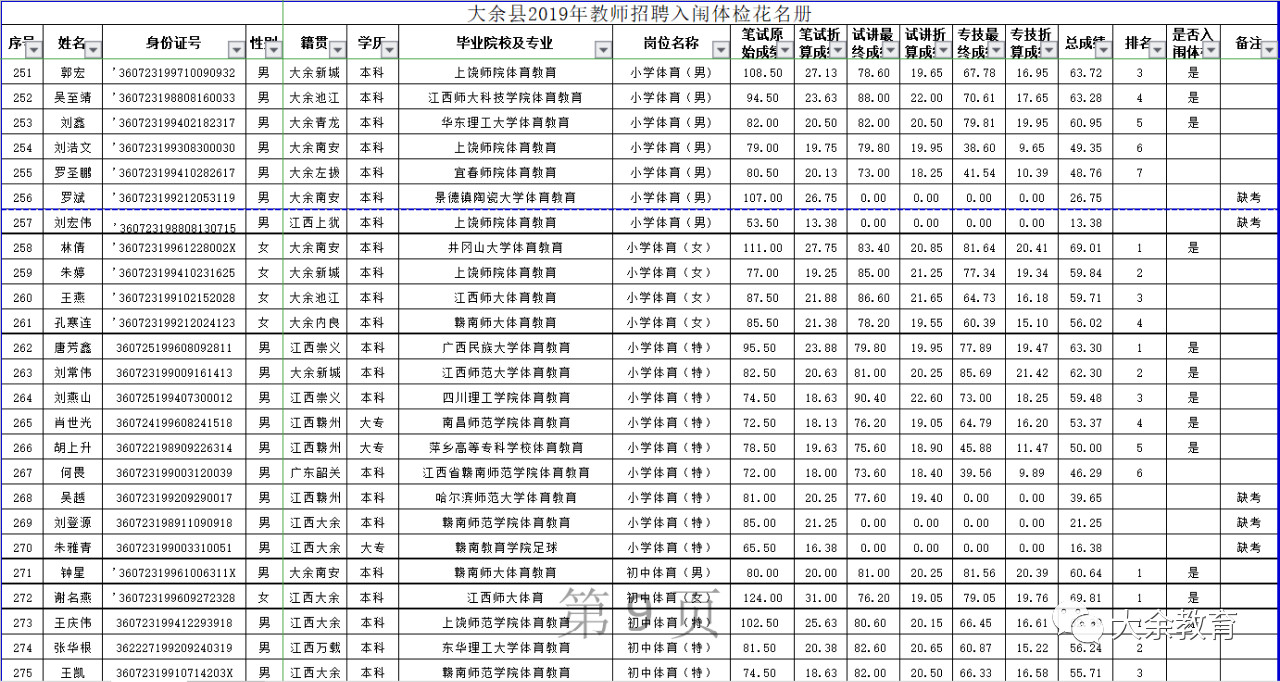 大余县2019年教师招聘入闱体检花名册
序号 姓名 身份证号 性别 籍贯 学历 毕业院校及专业 岗位名称 笔试原始成绩 笔试折算成绩 试讲最终成绩 试讲折算成绩 专技最终成绩 专技折算成绩 总成绩 排名 是否入闱体检 备注
251 郭宏 '360723199710090932 男 大余新城 本科 上饶师院体育教育 小学体育（男） 108.50 27.13 78.60 19.65 67.78 16.95 63.72 3 是
252 吴至靖 '360723198808160033 男 大余池江 本科 江西师大科技学院体育教育 小学体育（男） 94.50 23.63 88.00 22.00 70.61 17.65 63.28 4 是
253 刘鑫 '360723199402182317 男 大余青龙 本科 华东理工大学体育教育 小学体育（男） 82.00 20.50 82.00 20.50 79.81 19.95 60.95 5 是
254 刘浩文 '360723199308300030 男 大余南安 本科 上饶师院体育教育 小学体育（男） 79.00 19.75 79.80 19.95 38.60 9.65 49.35 6
255 罗圣鹏 '360723199410282617 男 大余左拔 本科 宜春师院体育教育 小学体育（男） 80.50 20.13 73.00 18.25 41.54 10.39 48.76 7
256 罗斌 '360723199212053119 男 大余南安 本科 景德镇陶瓷大学体育教育 小学体育（男） 107.00 26.75 0.00 0.00 0.00 0.00 26.75 缺考
257 刘宏伟 '360723198808130715 男 江西上犹 本科 上饶师院体育教育 小学体育（男） 53.50 13.38 0.00 0.00 0.00 0.00 13.38 缺考
258 林倩 '36072319961228002X 女 大余南安 本科 井冈山大学体育教育 小学体育（女） 111.00 27.75 83.40 20.85 81.64 20.41 69.01 1 是
259 朱婷 '360723199410231625 女 大余新城 本科 上饶师院体育教育 小学体育（女） 77.00 19.25 85.00 21.25 77.34 19.34 59.84 2
260 王燕 '360723199102152028 女 大余池江 本科 江西师大体育教育 小学体育（女） 87.50 21.88 86.60 21.65 64.73 16.18 59.71 3
261 孔寒连 '360723199212024123 女 大余内良 本科 赣南师大体育教育 小学体育（女） 85.50 21.38 78.20 19.55 60.39 15.10 56.02 4
262 唐芳鑫 360725199608092811 男 江西崇义 本科 广西民族大学体育教育 小学体育（特） 95.50 23.88 79.80 19.95 77.89 19.47 63.30 1 是
263 刘常伟 360723199009161413 男 大余新城 本科 江西师范大学体育教育 小学体育（特） 82.50 20.63 81.00 20.25 85.69 21.42 62.30 2 是
264 刘燕山 360725199407300012 男 江西崇义 本科 四川理工学院体育教育 小学体育（特） 74.50 18.63 90.40 22.60 73.00 18.25 59.48 3 是
265 肖世光 360724199608241518 男 江西赣州 大专 南昌师范学院体育教育 小学体育（特） 72.50 18.13 76.20 19.05 64.79 16.20 53.37 4 是
266 胡上升 360722198909226314 男 江西赣州 大专 萍乡高等专科学校体育教育 小学体育（特） 78.50 19.63 75.60 18.90 45.88 11.47 50.00 5 是
267 何畏 360723199003120039 男 广东韶关 本科 江西省赣南师范学院体育教育 小学体育（特） 72.00 18.00 73.60 18.40 39.56 9.89 46.29 6
268 吴越 360723199209290017 男 江西赣州 本科 哈尔滨师范大学体育教育 小学体育（特） 81.00 20.25 77.60 19.40 0.00 0.00 39.65 缺考
269 刘登源 360723198911090918 男 江西大余 本科 赣南师范学院体育教育 小学体育（特） 85.00 21.25 0.00 0.00 0.00 0.00 21.25 缺考
270 朱雅青 360723199003310051 男 江西大余 大专 赣南教育学院足球 小学体育（特） 65.50 16.38 0.00 0.00 0.00 0.00 16.38 缺考
271 钟星 '36072319961006311X 男 大余南安 本科 赣南师大体育教育 初中体育（男） 80.00 20.00 81.00 20.25 81.56 20.39 60.64 1 是
272 谢名燕 '360723199609272328 女 江西大余 本科 江西师大体育 初中体育（女） 124.00 31.00 76.20 19.05 79.05 19.76 69.81 1 是
273 王庆伟 360723199412293918 男 江西大余 本科 上饶师范学院体育教育 初中体育（特） 102.50 25.63 80.60 20.15 66.45 16.61
274 张华根 362227199209240319 男 江西万载 本科 东华理工大学体育教育 初中体育（特） 81.50 20.38 82.60 20.65 60.87 15.22 56.24 2
275 王凯 36072319910714203X 男 江西大余 本科 赣南师范学院体育教育 初中体育（特） 74.50 18.63 82.00 20.50 66.33 16.58 55.71 3
第 9 页
大余教育